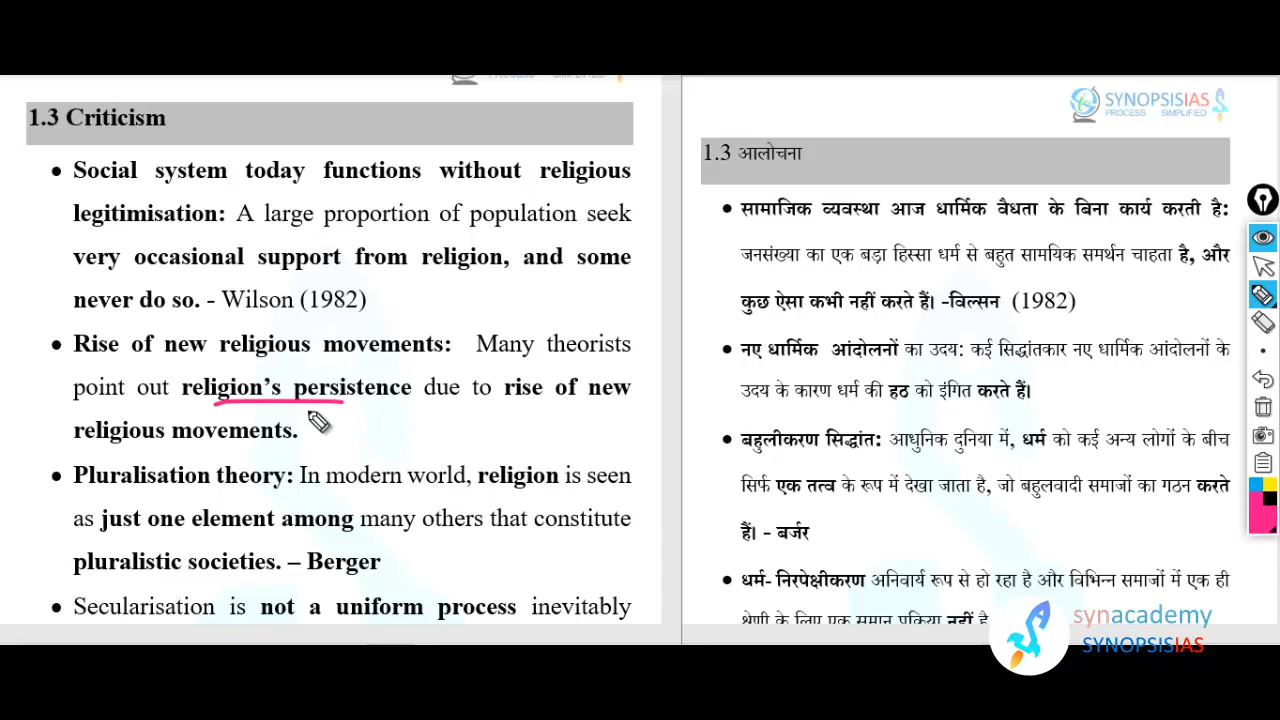 1.3 Criticism
Social system today functions without religious
legitimisation: A large proportion of population seek
very occasional support from religion, and some
never do so. - Wilson (1982)
Rise of new religious movements: Many theorists
point out religion's persistence due to rise of new
religious movements.
Pluralisation theory: In modern world, religion is seen
as just one element among many others that constitute
pluralistic societies. – Berger
Secularisation is not a uniform process inevitably
SYNOPSISIAS
PROCESS SIMPLIFIED
1.3 आलोचना
सामाजिक व्यवस्था आज धार्मिक वैधता के बिना कार्य करती है:
जनसंख्या का एक बड़ा हिस्सा धर्म से बहुत सामयिक समर्थन चाहता है, और
कुछ ऐसा कभी नहीं करते हैं। -विल्सन (1982)
नए धार्मिक आंदोलनों का उदय: कई सिद्धांतकार नए धार्मिक आंदोलनों के
उदय के कारण धर्म की हठ को इंगित करते हैं।
बहुलीकरण सिद्धांत: आधुनिक दुनिया में, धर्म को कई अन्य लोगों के बीच
सिर्फ एक तत्व के रूप में देखा जाता है, जो बहुलवादी समाजों का गठन करते
हैं। - बर्जर
धर्म- निरपेक्षीकरण अनिवार्य रूप से हो रहा है और विभिन्न समाजों में एक ही
श्रेणी के लिए एक समान प्रक्रिया नहीं है
synacademy
SYNOPSISIAS